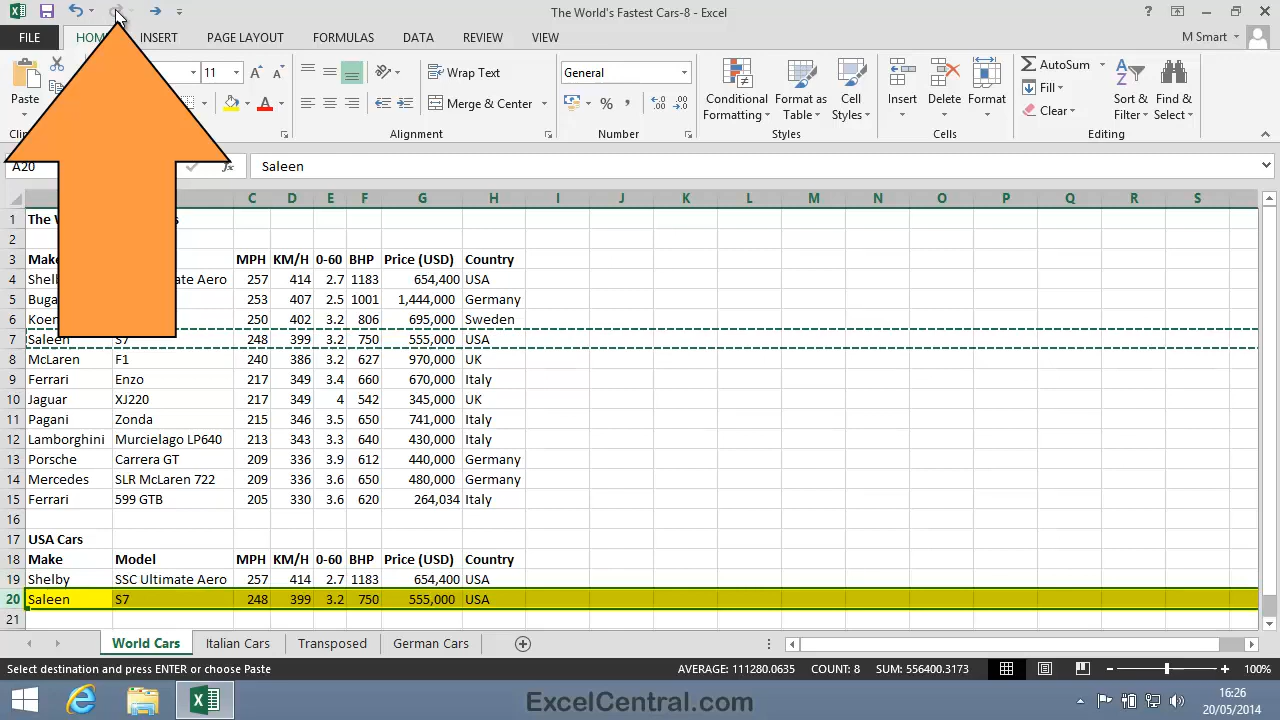 The World's Fastest Cars-8 - Excel
FILE HOME INSERT PAGE LAYOUT FORMULAS DATA REVIEW VIEW M Smart
Paste 11 Wrap Text Merge & Center General Conditional Formatting Format as Table Cell Styles Insert Delete Format AutoSum Fill Clear Sort & Filter Find & Select
Alignment Number Styles Cells Editing
A20 fx Saleen
C D E F G H I J K L M N O P Q R S
1 The W s
2
3 Make MPH KM/H 0-60 BHP Price (USD) Country
4 Shelb ate Aero 257 414 2.7 1183 654,400 USA
5 Buga 253 407 2.5 1001 1,444,000 Germany
6 Koen 250 402 3.2 806 695,000 Sweden
7 Saleen S7 248 399 3.2 750 555,000 USA
8 McLaren F1 240 386 3.2 627 970,000 UK
9 Ferrari Enzo 217 349 3.4 660 670,000 Italy
10 Jaguar XJ220 217 349 4 542 345,000 UK
11 Pagani Zonda 215 346 3.5 650 741,000 Italy
12 Lamborghini Murcielago LP640 213 343 3.3 640 430,000 Italy
13 Porsche Carrera GT 209 336 3.9 612 440,000 Germany
14 Mercedes SLR McLaren 722 209 336 3.6 650 480,000 Germany
15 Ferrari 599 GTB 205 330 3.6 620 264,034 Italy
16
17 USA Cars
18 Make Model MPH KM/H 0-60 BHP Price (USD) Country
19 Shelby SSC Ultimate Aero 257 414 2.7 1183 654,400 USA
20 Saleen S7 248 399 3.2 750 555,000 USA
21
World Cars Italian Cars Transposed German Cars
Select destination and press ENTER or choose Paste AVERAGE: 111280.0635 COUNT: 8 SUM: 556400.3173 100%
ExcelCentral.com
16:26
20/05/2014